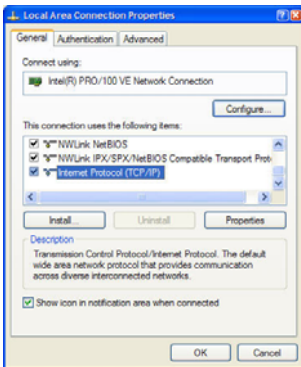 Local Area Connection Properties
General Authentication Advanced
Connect using:
Intel(R) PRO/100 VE Network Connection
Configure...
This connection uses the following items:
NWLink NetBIOS
NWLink IPX/SPX/NetBIOS Compatible Transport Prot
Internet Protocol (TCP/IP)
Install... Uninstall Properties
Description
Transmission Control Protocol/Internet Protocol. The default
wide area network protocol that provides communication
across diverse interconnected networks.
Show icon in notification area when connected
OK Cancel